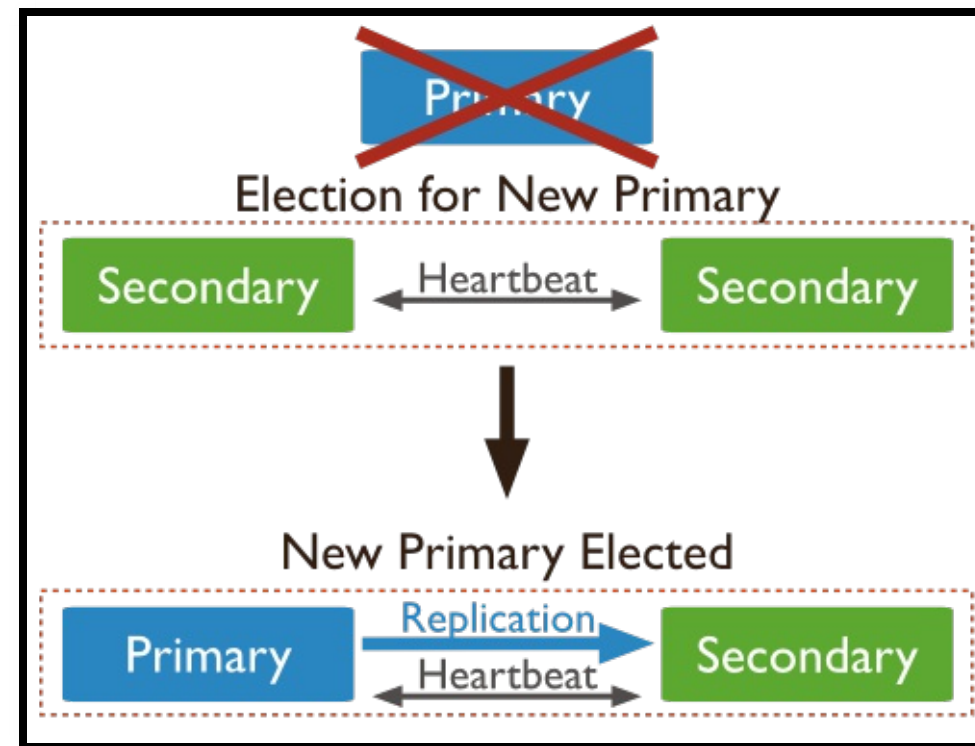 Primary
Election for New Primary
Secondary
Heartbeat
Secondary
New Primary Elected
Primary
Replication
Heartbeat
Secondary